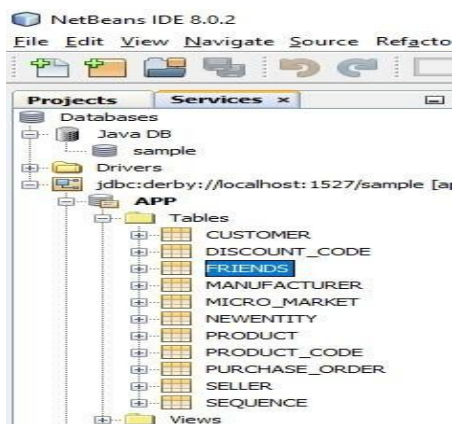 NetBeans IDE 8.0.2
File Edit View Navigate Source Refacto
Projects Services ×
Databases
Java DB
sample
Drivers
jdbc:derby://localhost:1527/sample [ap
APP
Tables
CUSTOMER
DISCOUNT_CODE
FRIENDS
MANUFACTURER
MICRO_MARKET
NEWENTITY
PRODUCT
PRODUCT_CODE
PURCHASE_ORDER
SELLER
SEQUENCE
Views